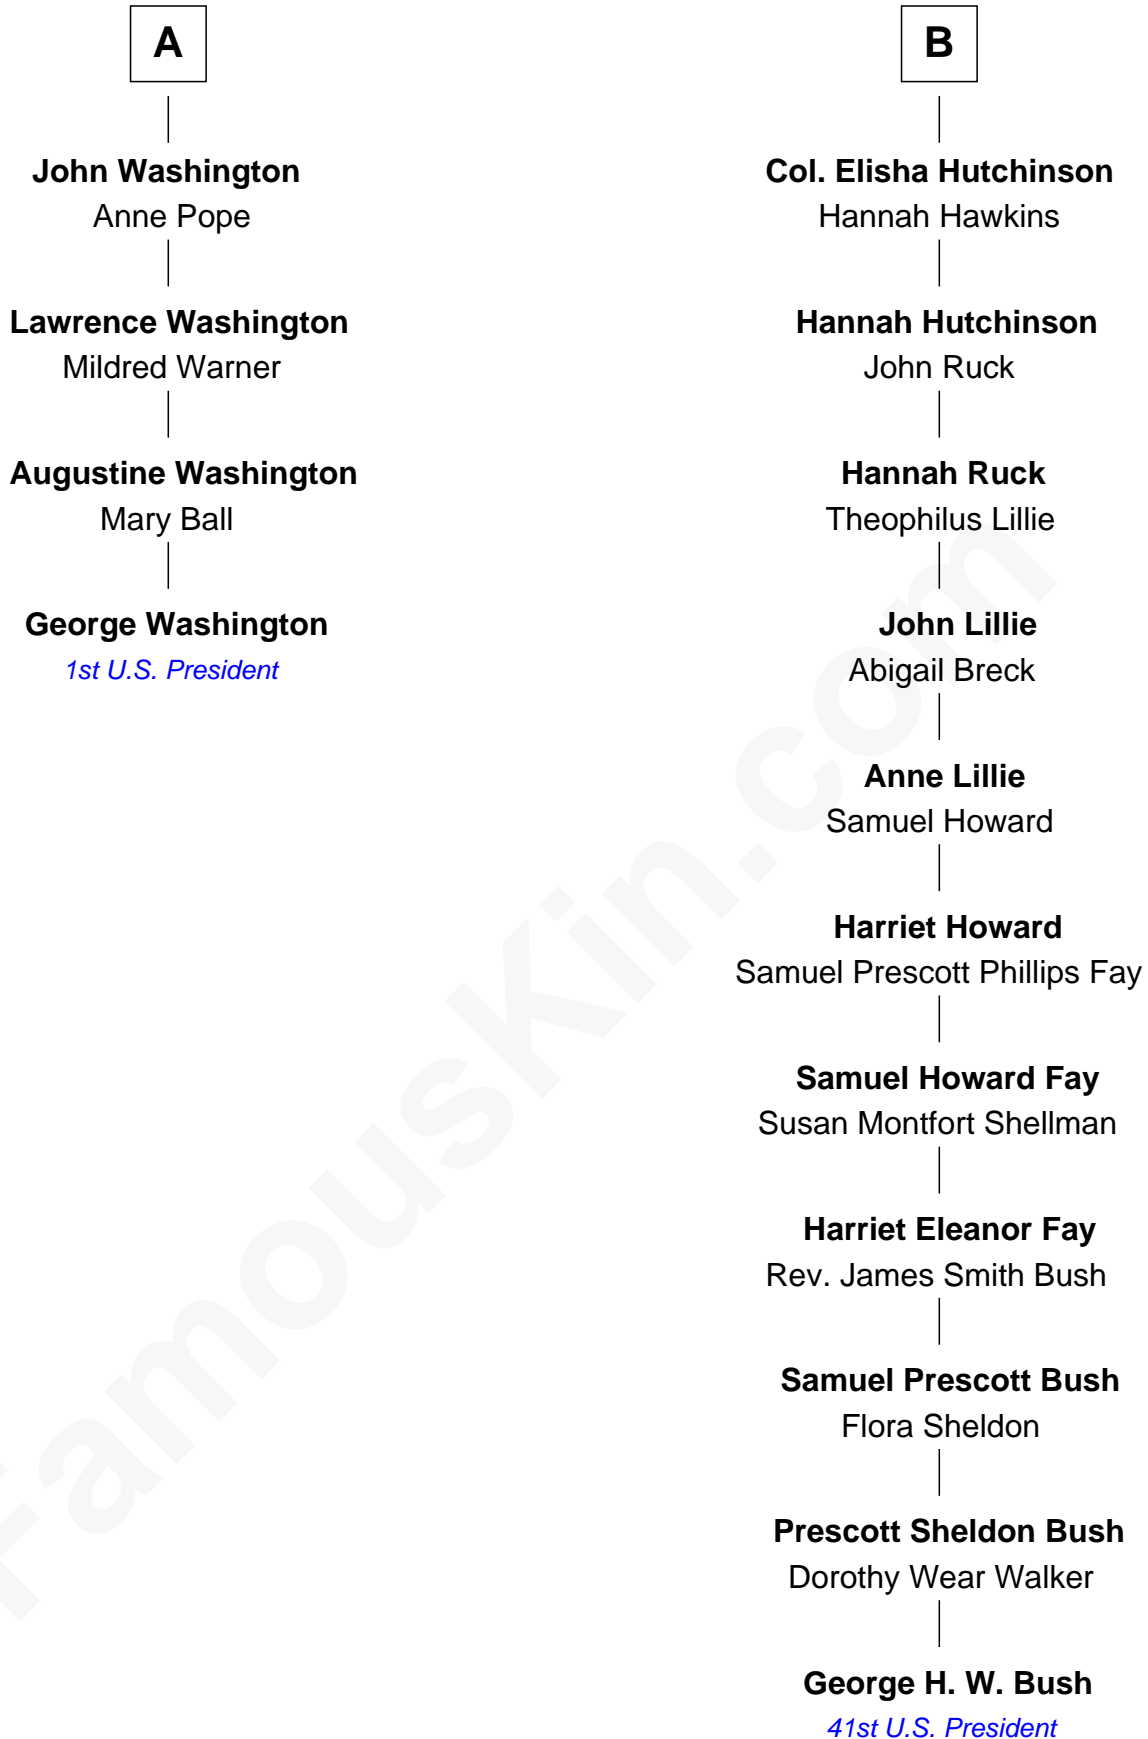 A
John Washington
Anne Pope
Lawrence Washington
Mildred Warner
Augustine Washington
Mary Ball
George Washington
1st U.S. President
B
Col. Elisha Hutchinson
Hannah Hawkins
Hannah Hutchinson
John Ruck
Hannah Ruck
Theophilus Lillie
John Lillie
Abigail Breck
Anne Lillie
Samuel Howard
Harriet Howard
Samuel Prescott Phillips Fay
Samuel Howard Fay
Susan Montfort Shellman
Harriet Eleanor Fay
Rev. James Smith Bush
Samuel Prescott Bush
Flora Sheldon
Prescott Sheldon Bush
Dorothy Wear Walker
George H. W. Bush
41st U.S. President
FamousKin.com